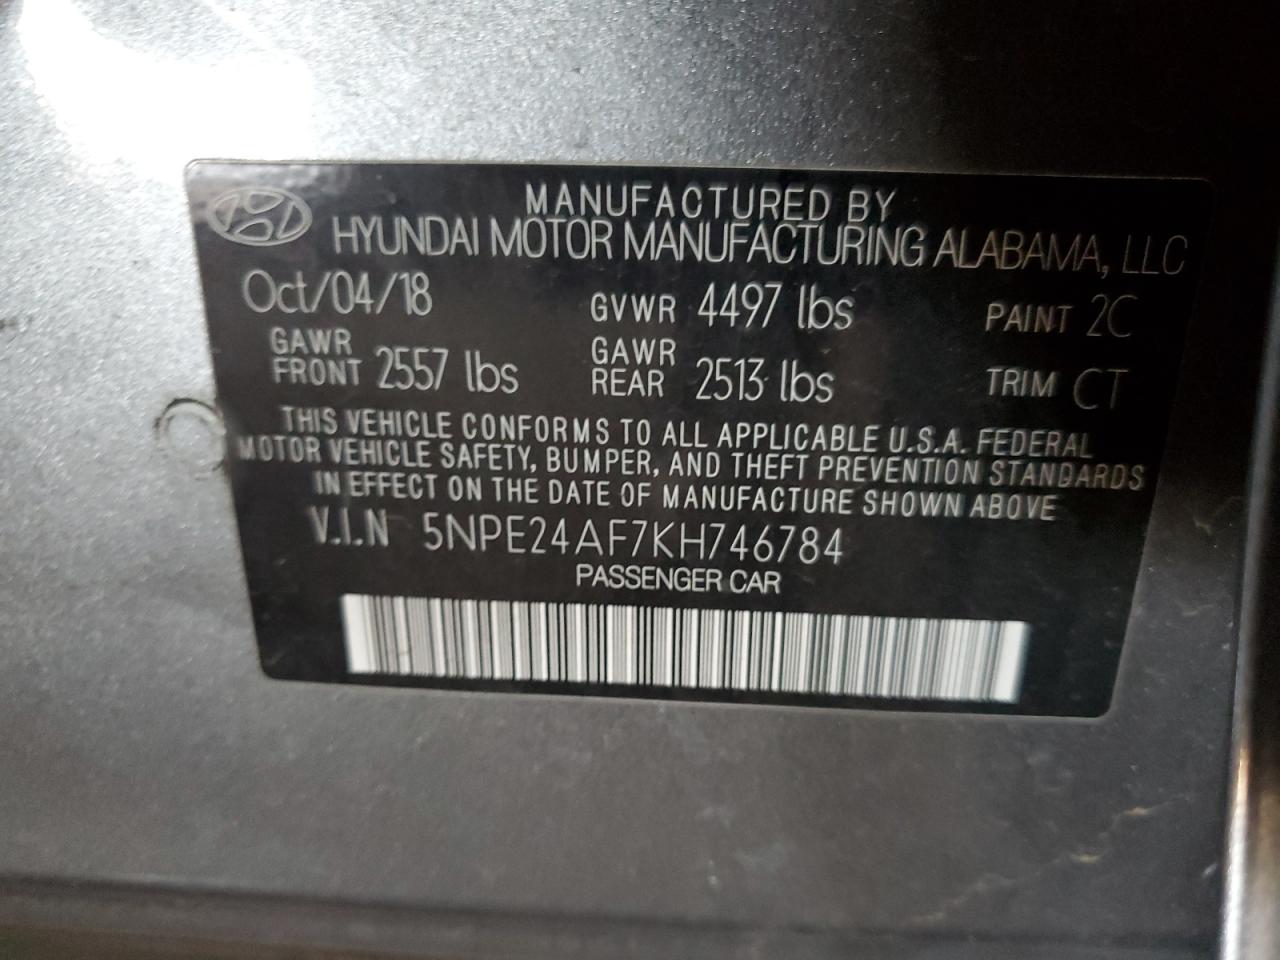 MANUFACTURED BY
HYUNDAI MOTOR MANUFACTURING ALABAMA, LLC
Oct/04/18 GVWR 4497 lbs PAINT 2C
GAWR FRONT 2557 lbs GAWR REAR 2513 lbs TRIM CT
THIS VEHICLE CONFORMS TO ALL APPLICABLE U.S.A. FEDERAL
MOTOR VEHICLE SAFETY, BUMPER, AND THEFT PREVENTION STANDARDS
IN EFFECT ON THE DATE OF MANUFACTURE SHOWN ABOVE
V.I.N 5NPE24AF7KH746784
PASSENGER CAR